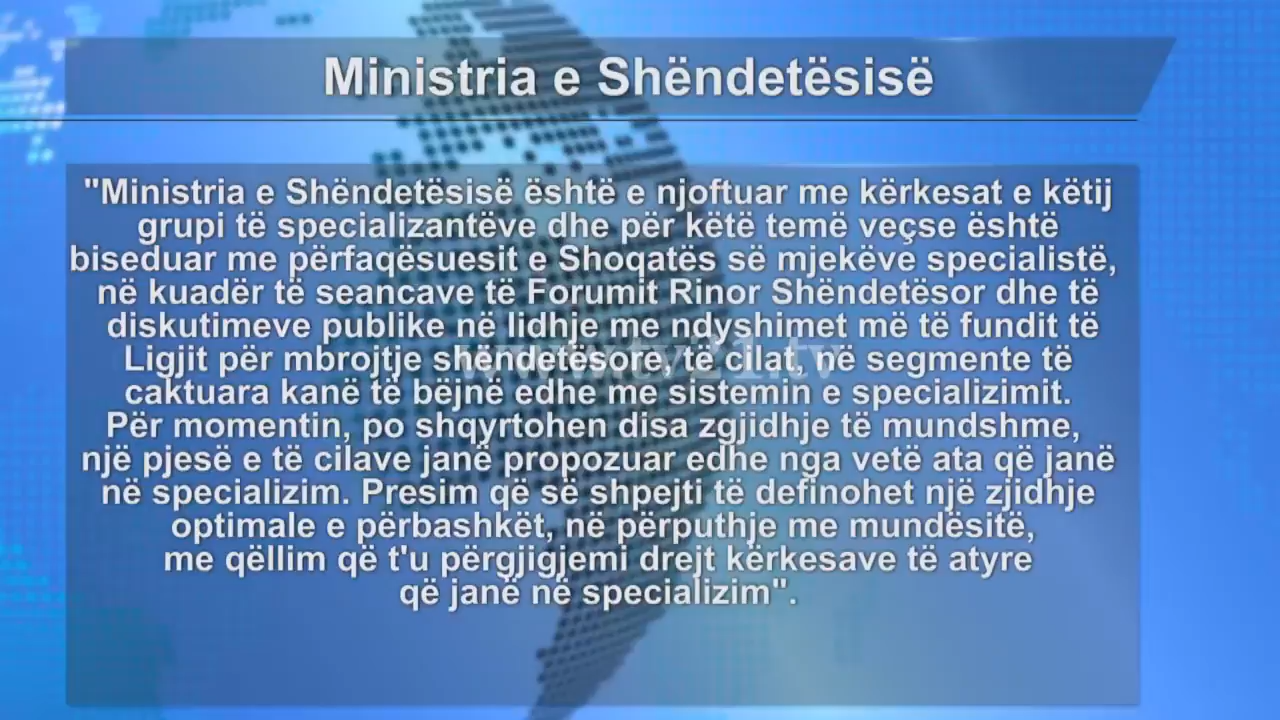 Ministria e Shëndetësisë
"Ministria e Shëndetësisë është e njoftuar me kërkesat e këtij
grupi të specializantëve dhe për këtë temë veçse është
biseduar me përfaqësuesit e Shoqatës së mjekëve specialistë,
në kuadër të seancave të Forumit Rinor Shëndetësor dhe të
diskutimeve publike në lidhje me ndyshimet më të fundit të
Ligjit për mbrojtje shëndetësore, të cilat, në segmente të
www.tv21.tv
caktuara kanë të bëjnë edhe me sistemin e specializimit.
Për momentin, po shqyrtohen disa zgjidhje të mundshme,
një pjesë e të cilave janë propozuar edhe nga vetë ata që janë
në specializim. Presim që së shpejti të definohet një zjidhje
optimale e përbashkët, në përputhje me mundësitë,
me qëllim që t'u përgjigjemi drejt kërkesave të atyre
që janë në specializim".